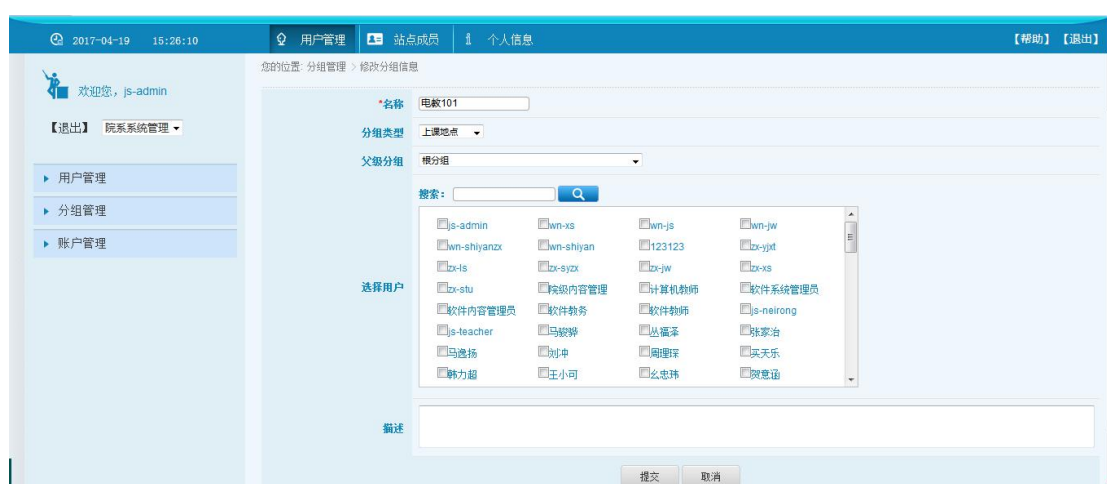 2017-04-19 15:26:10 用户管理 站点成员 个人信息 【帮助】【退出】
您的位置: 分组管理 > 修改分组信息
欢迎您，js-admin
【退出】 院系系统管理
用户管理
分组管理
账户管理
*名称 电教101
分组类型 上课地点
父级分组 根分组
搜索：
选择用户
js-admin wn-xs wn-js wn-jw
wn-shiyanzx wn-shiyan 123123 zx-yjxt
zx-ls zx-syzx zx-jw zx-xs
zx-stu 院级内容管理 计算机教师 软件系统管理员
软件内容管理员 软件教务 软件教师 js-neirong
js-teacher 马骏骅 丛福泽 张家治
马逸扬 刘冲 周理琛 买天乐
韩力超 王小可 幺忠玮 贺意涵
描述
提交 取消